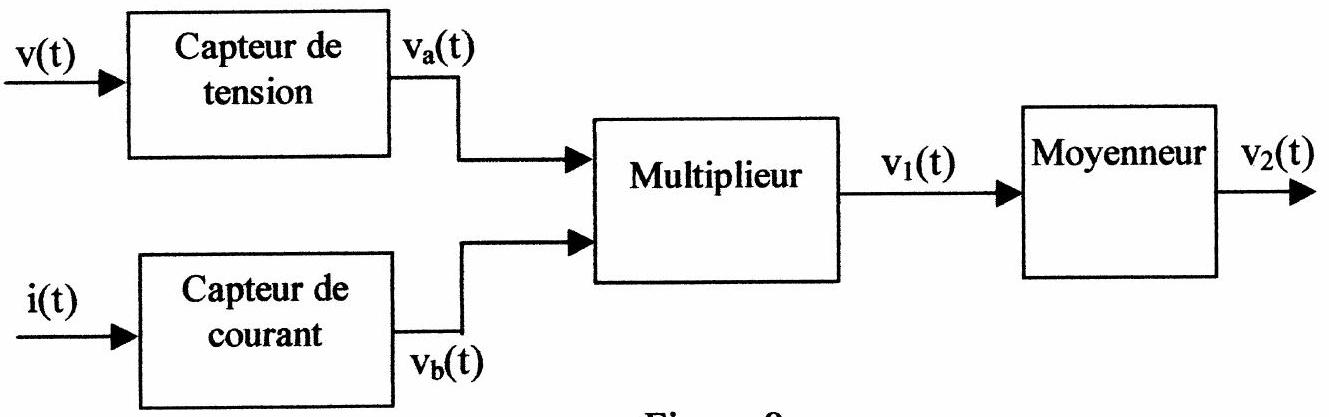 v(t)
Capteur de
tension
va(t)
i(t)
Capteur de
courant
vb(t)
Multiplieur
v1(t)
Moyenneur
v2(t)